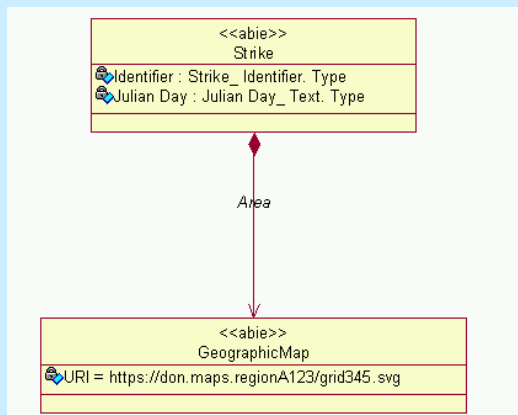 <<abie>>
Strike
Identifier : Strike_ Identifier. Type
Julian Day : Julian Day_ Text. Type
Area
<<abie>>
GeographicMap
URI = https://don.maps.regionA123/grid345.svg